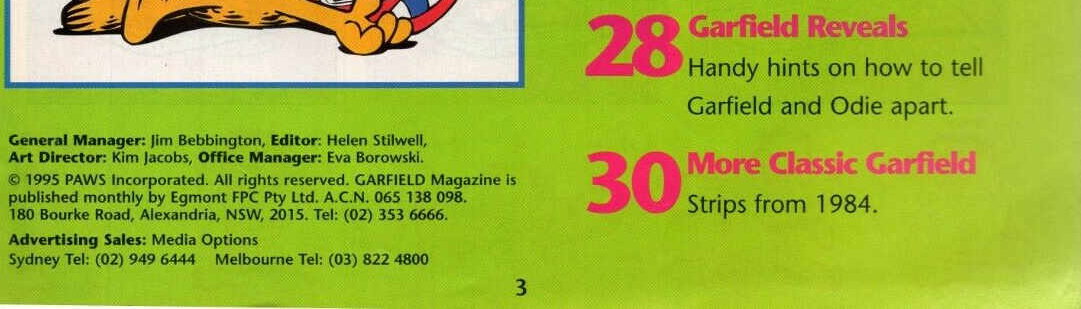 General Manager: Jim Bebbington, Editor: Helen Stilwell,
Art Director: Kim Jacobs, Office Manager: Eva Borowski.
© 1995 PAWS Incorporated. All rights reserved. GARFIELD Magazine is
published monthly by Egmont FPC Pty Ltd. A.C.N. 065 138 098.
180 Bourke Road, Alexandria, NSW, 2015. Tel: (02) 353 6666.
Advertising Sales: Media Options
Sydney Tel: (02) 949 6444 Melbourne Tel: (03) 822 4800
28 Garfield Reveals
Handy hints on how to tell
Garfield and Odie apart.
30 More Classic Garfield
Strips from 1984.
3